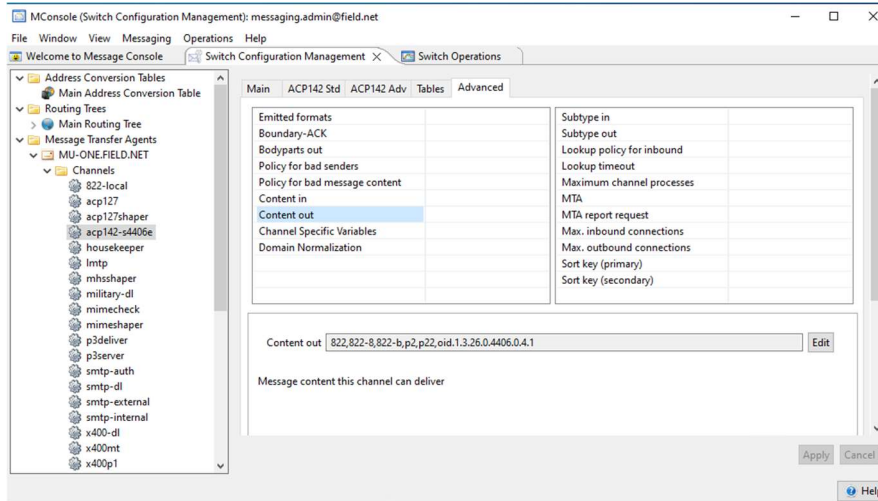 MConsole (Switch Configuration Management): messaging.admin@field.net
File Window View Messaging Operations Help
Welcome to Message Console
Switch Configuration Management
Switch Operations
Address Conversion Tables
Main Address Conversion Table
Routing Trees
Main Routing Tree
Message Transfer Agents
MU-ONE.FIELD.NET
Channels
822-local
acp127
acp127shaper
acp142-s4406e
housekeeper
lmtp
mhsshaper
military-dl
mimecheck
mimeshaper
p3deliver
p3server
smtp-auth
smtp-dl
smtp-external
smtp-internal
x400-dl
x400mt
x400p1
Main ACP142 Std ACP142 Adv Tables Advanced
Emitted formats
Boundary-ACK
Bodyparts out
Policy for bad senders
Policy for bad message content
Content in
Content out
Channel Specific Variables
Domain Normalization
Subtype in
Subtype out
Lookup policy for inbound
Lookup timeout
Maximum channel processes
MTA
MTA report request
Max. inbound connections
Max. outbound connections
Sort key (primary)
Sort key (secondary)
Content out 822,822-8,822-b,p2,p22,oid.1.3.26.0.4406.0.4.1 Edit
Message content this channel can deliver
Apply Cancel
Help